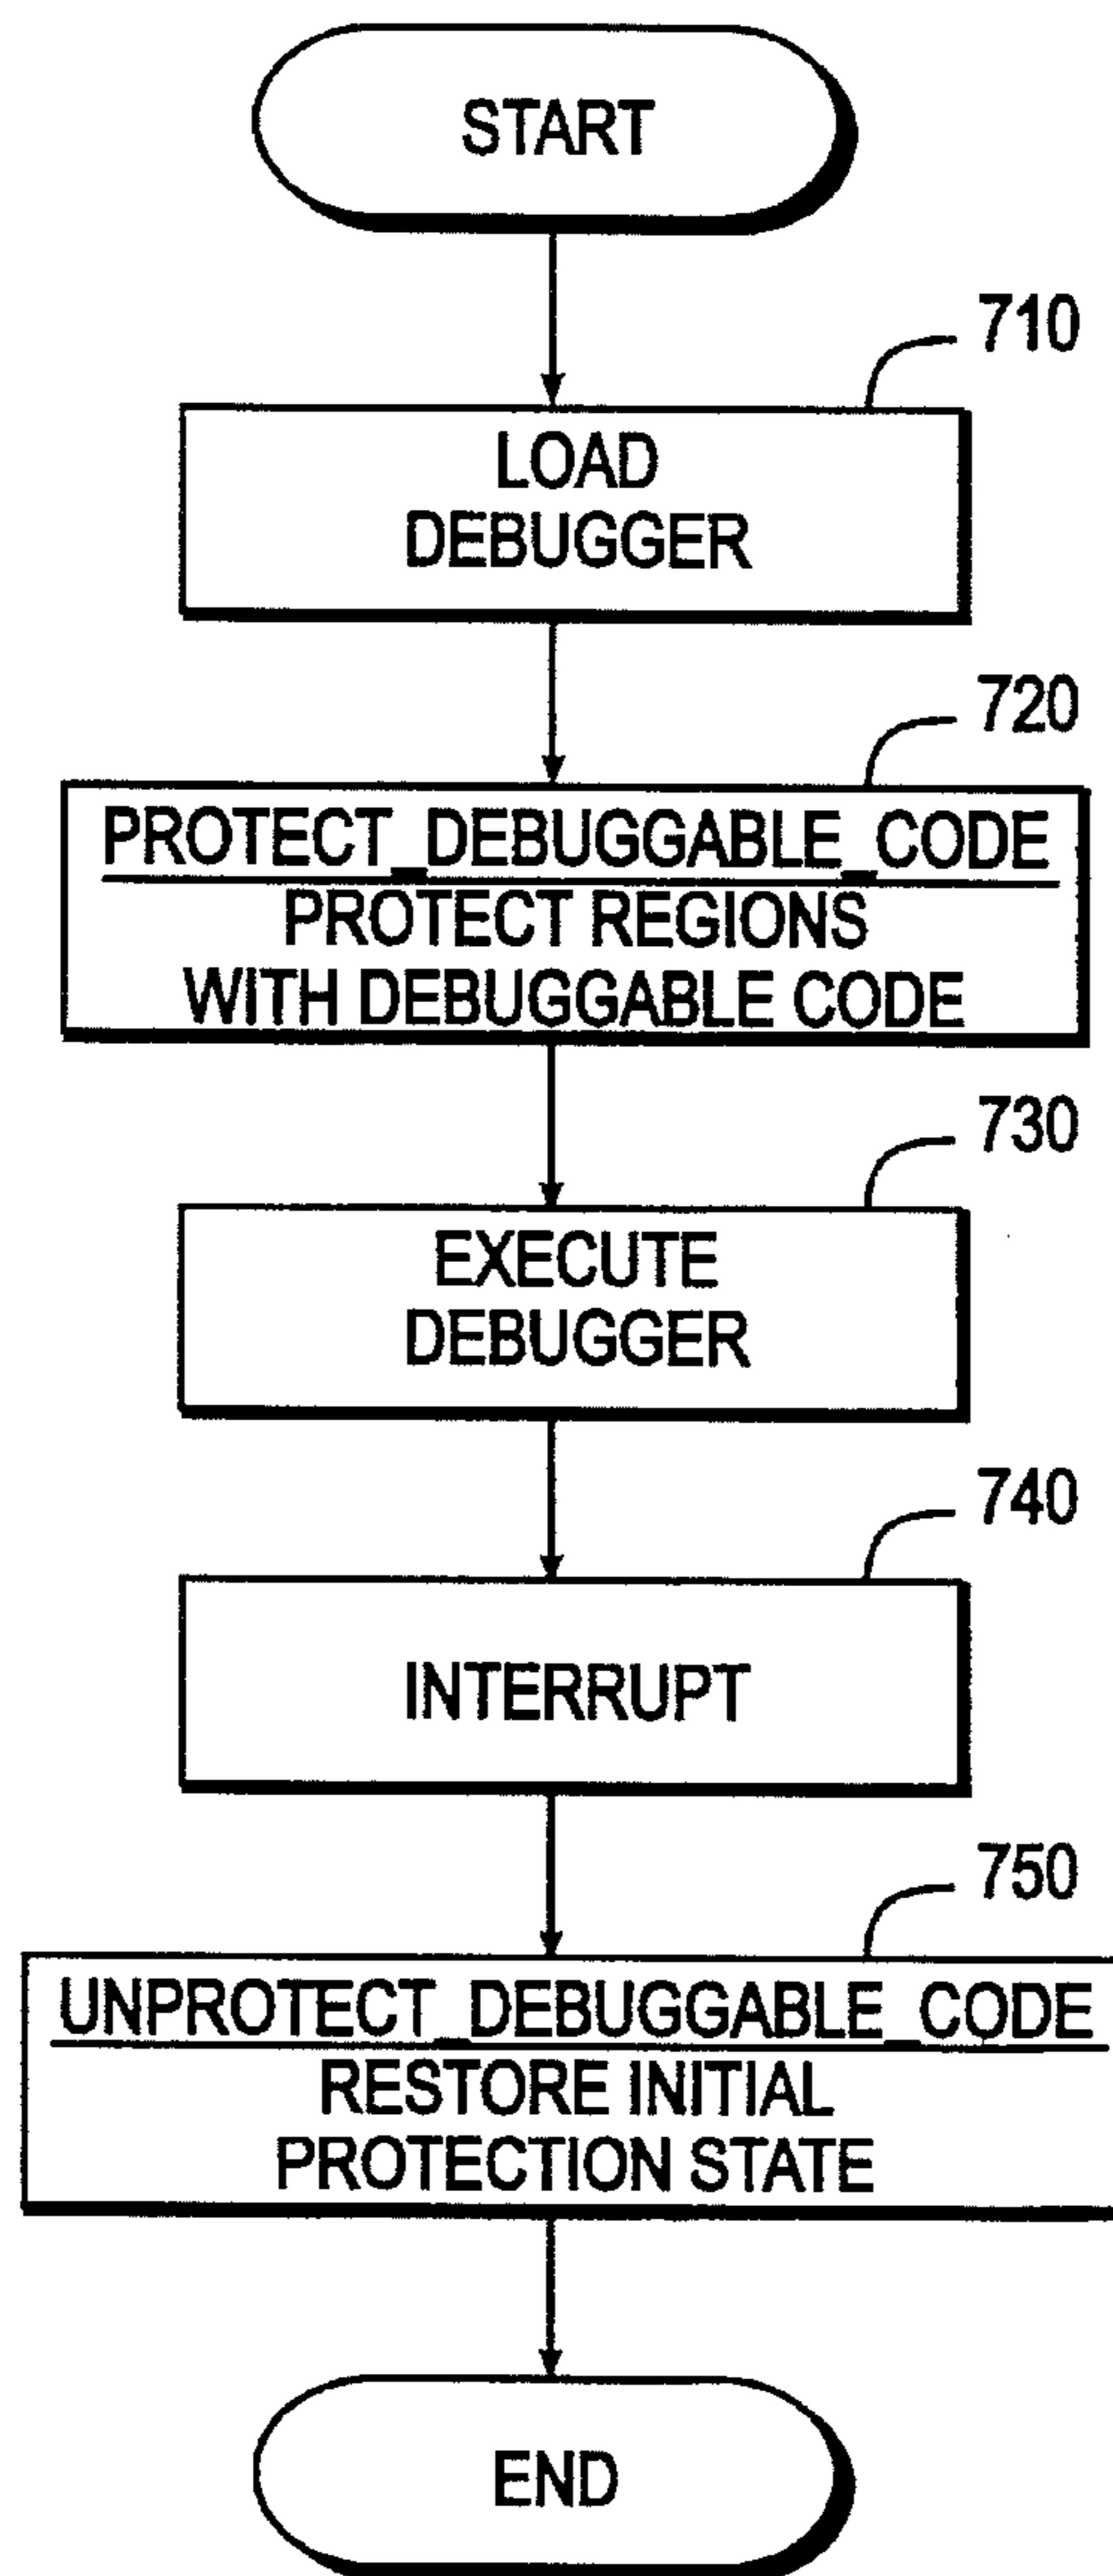 START
710
LOAD
DEBUGGER
720
PROTECT_DEBUGGABLE_CODE
PROTECT REGIONS
WITH DEBUGGABLE CODE
730
EXECUTE
DEBUGGER
740
INTERRUPT
750
UNPROTECT_DEBUGGABLE_CODE
RESTORE INITIAL
PROTECTION STATE
END